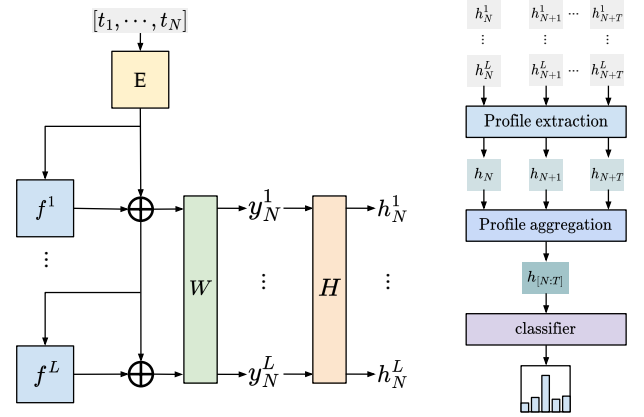 [t_1, ⋯, t_N]
E
f^1
⋮
f^L
W
y_N^1
⋮
y_N^L
H
h_N^1
⋮
h_N^L
h_N^1 h_{N+1}^1 ⋯ h_{N+T}^1
⋮ ⋮ ⋮
h_N^L h_{N+1}^L ⋯ h_{N+T}^L
Profile extraction
h_N h_{N+1} h_{N+T}
Profile aggregation
h_{[N:T]}
classifier